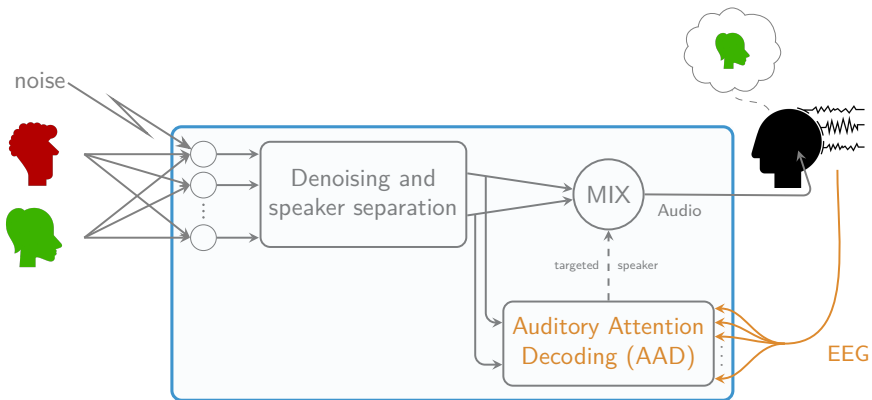 noise
Denoising and
speaker separation
MIX
Audio
targeted speaker
Auditory Attention
Decoding (AAD)
EEG